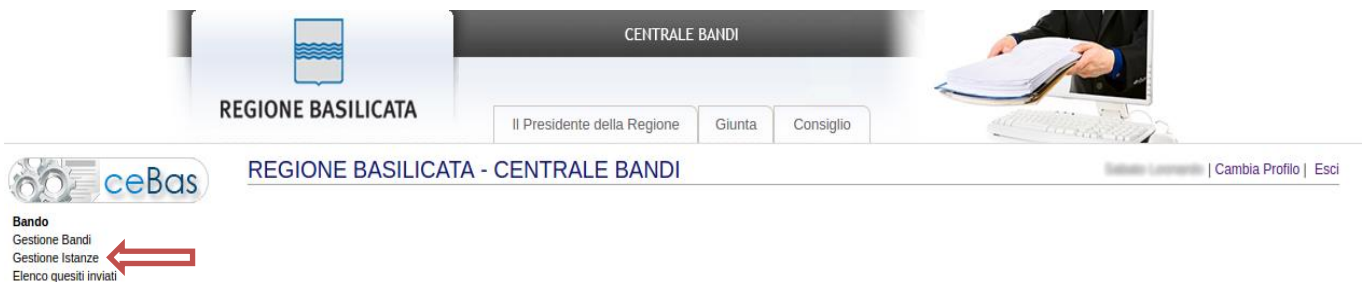 CENTRALE BANDI
REGIONE BASILICATA
Il Presidente della Regione Giunta Consiglio
ceBas
REGIONE BASILICATA - CENTRALE BANDI
| Cambia Profilo | Esci
Bando
Gestione Bandi
Gestione Istanze
Elenco quesiti inviati